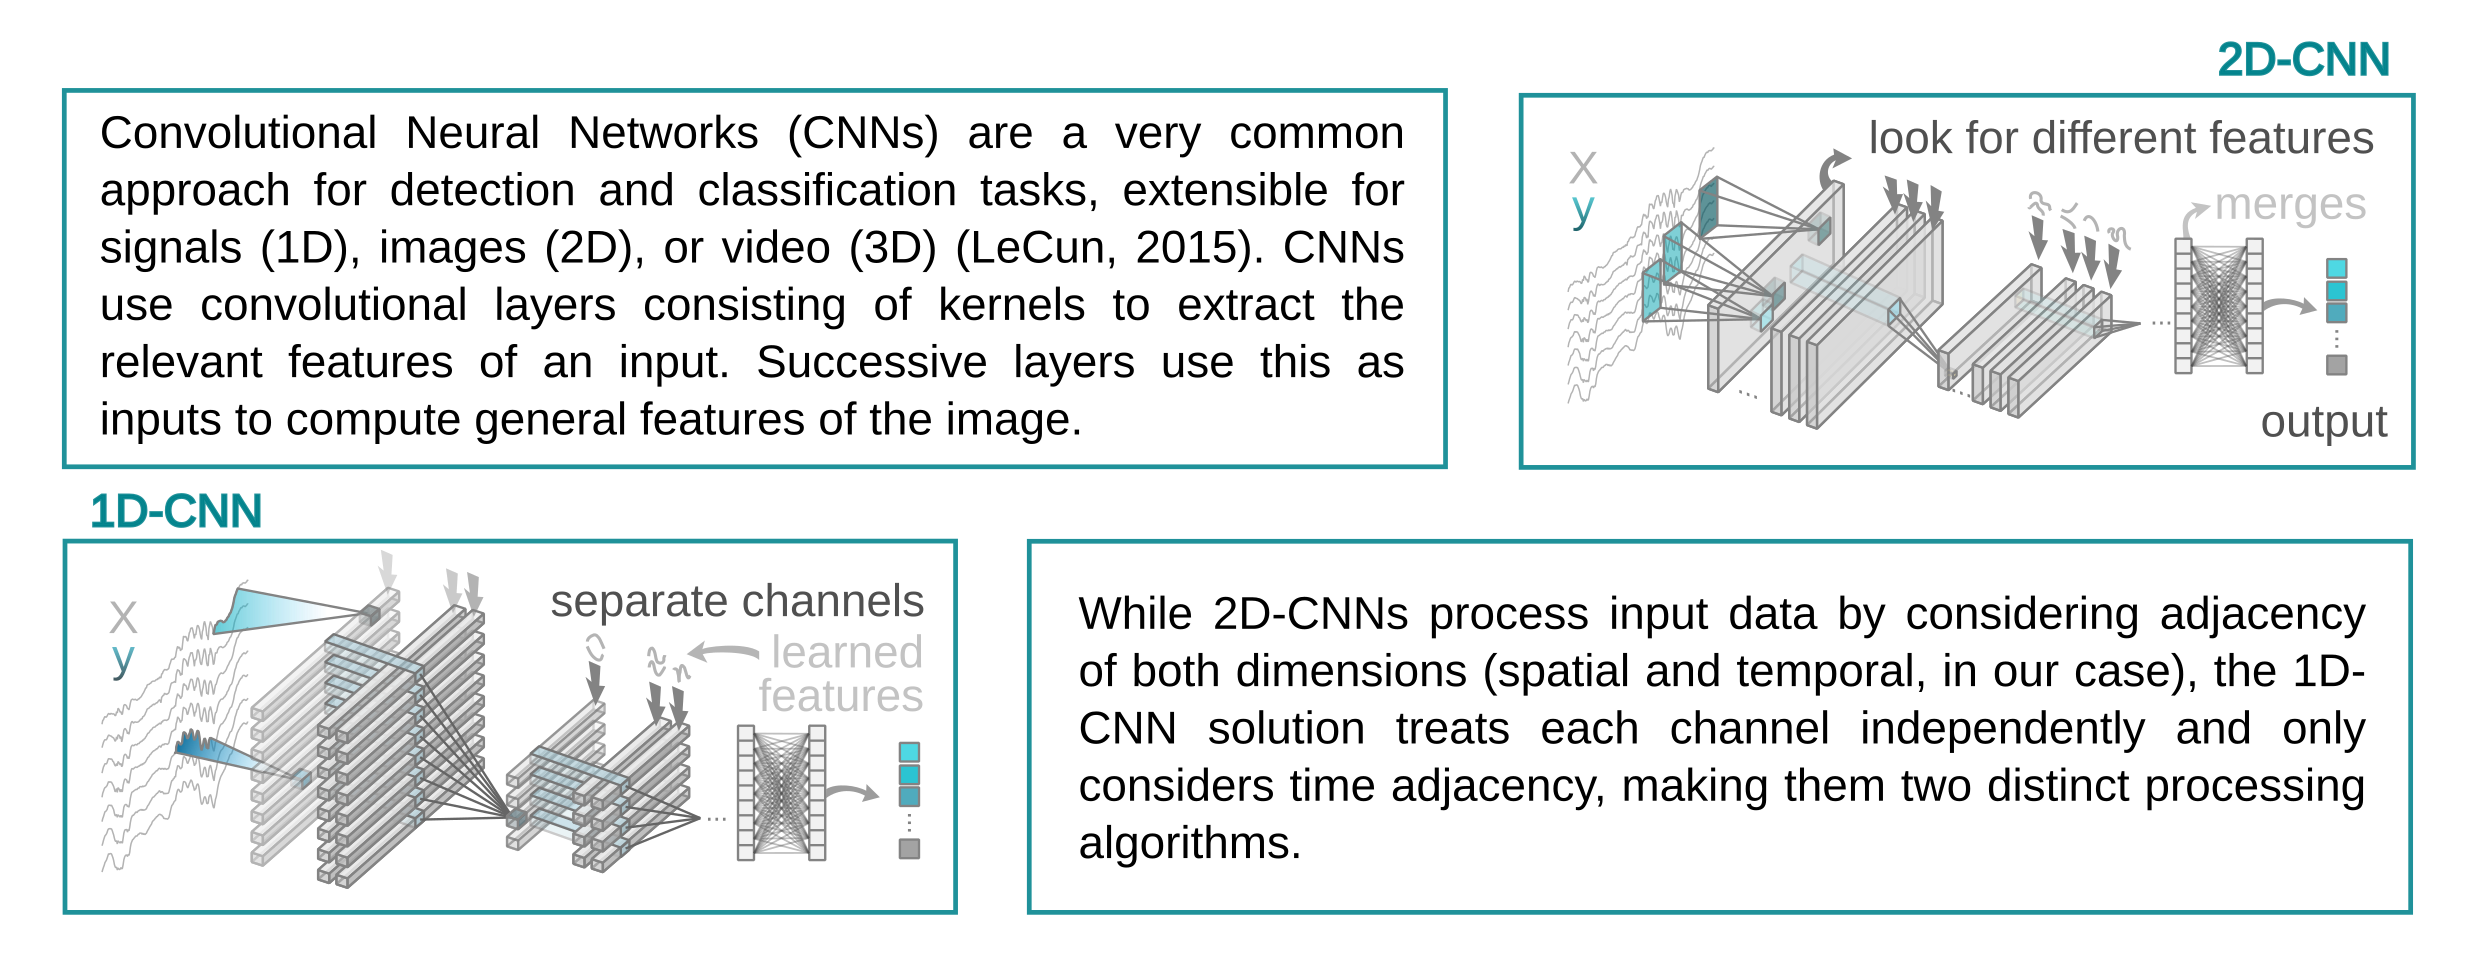 2D-CNN
Convolutional Neural Networks (CNNs) are a very common
approach for detection and classification tasks, extensible for
signals (1D), images (2D), or video (3D) (LeCun, 2015). CNNs
use convolutional layers consisting of kernels to extract the
relevant features of an input. Successive layers use this as
inputs to compute general features of the image.
look for different features
X
y
merges
...
output
1D-CNN
separate channels
X
y
learned
features
...
While 2D-CNNs process input data by considering adjacency
of both dimensions (spatial and temporal, in our case), the 1D-
CNN solution treats each channel independently and only
considers time adjacency, making them two distinct processing
algorithms.